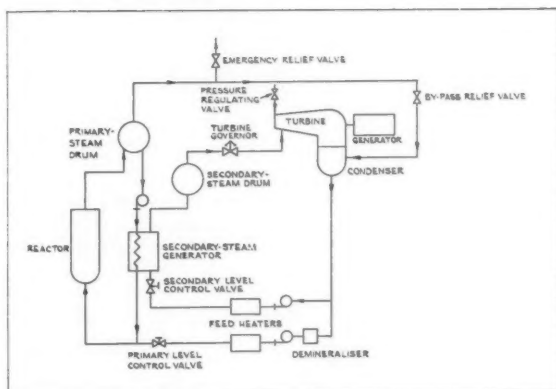 EMERGENCY RELIEF VALVE
PRESSURE
REGULATING
VALVE
BY-PASS RELIEF VALVE
TURBINE
GENERATOR
PRIMARY-
STEAM
DRUM
TURBINE
GOVERNOR
CONDENSER
SECONDARY-
STEAM DRUM
REACTOR
SECONDARY-STEAM
GENERATOR
SECONDARY LEVEL
CONTROL VALVE
FEED HEATERS
PRIMARY LEVEL
CONTROL VALVE
DEMINERALISER